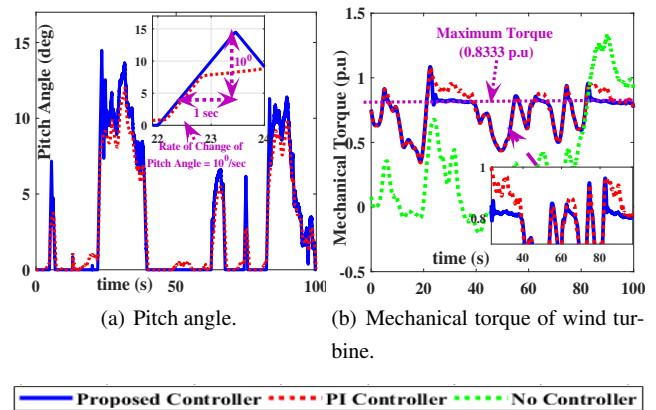 15
10
5
0
0
50
100
Pitch Angle (deg)
time (s)
15
10
5
0
22
23
24
10⁰
1 sec
Rate of Change of
Pitch Angle = 10⁰/sec
(a) Pitch angle.
1.5
1
0.5
0
-0.5
0
20
40
60
80
100
Mechanical Torque (p.u)
time (s)
Maximum Torque
(0.8333 p.u)
1
0.8
40
60
80
(b) Mechanical torque of wind tur-
bine.
Proposed Controller PI Controller No Controller